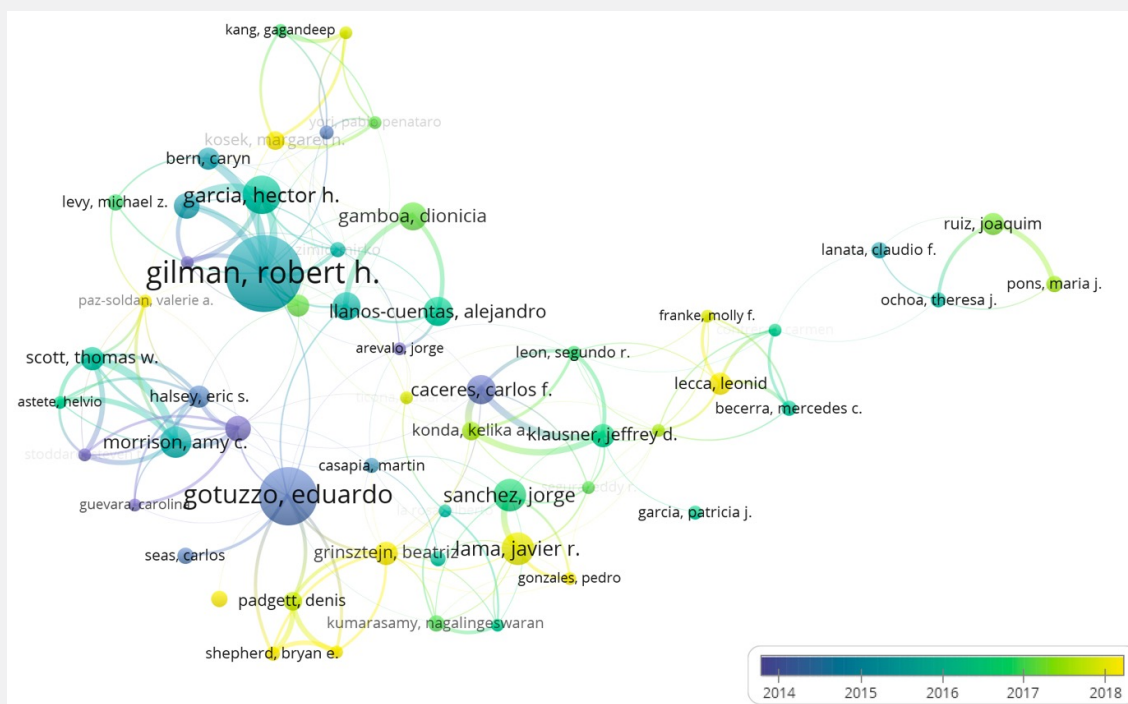 kang, gagandeep
yori, pablo penataro
kosek, margaret n.
bern, caryn
levy, michael z.
garcia, hector h.
gamboa, dionicia
ruiz, joaquim
lanata, claudio f.
gilman, robert h.
pons, maria j.
paz-soldan, valerie a.
ochoa, theresa j.
llanos-cuentas, alejandro
franke, molly f.
arevalo, jorge
leon, segundo r.
scott, thomas w.
lecca, leonid
caceres, carlos f.
halsey, eric s.
astete, helvio
becerra, mercedes c.
konda, kelika a.
klausner, jeffrey d.
morrison, amy c.
casapia, martin
gotuzzo, eduardo
sanchez, jorge
guevara, carolina
garcia, patricia j.
seas, carlos
grinsztejn, beatriz
lama, javier r.
gonzales, pedro
padgett, denis
kumarasamy, nagalingeswaran
shepherd, bryan e.
2014 2015 2016 2017 2018